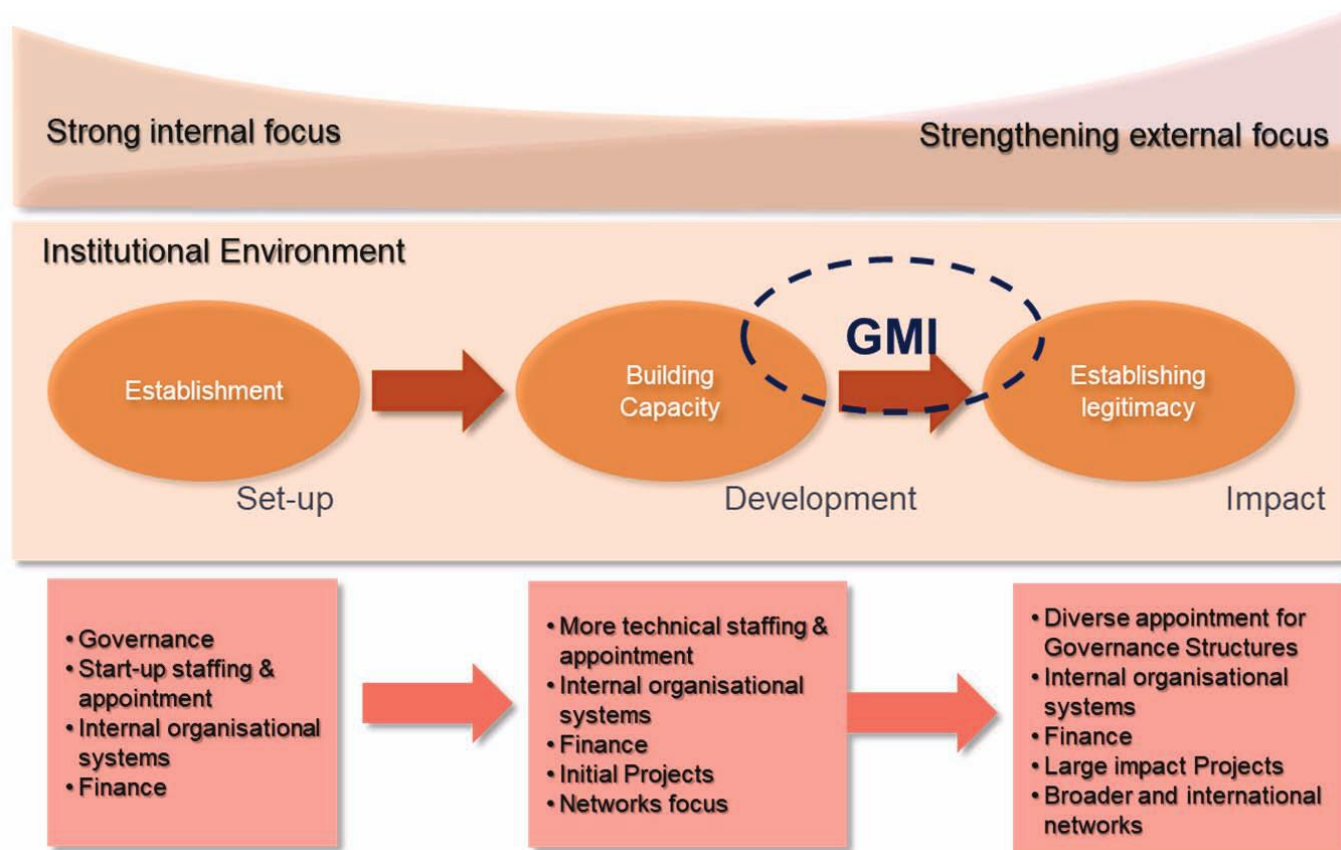 Strong internal focus
Strengthening external focus
Institutional Environment
GMI
Establishment
Building
Capacity
Establishing
legitimacy
Set-up
Development
Impact
• Governance
• Start-up staffing &
appointment
• Internal organisational
systems
• Finance
• More technical staffing &
appointment
• Internal organisational
systems
• Finance
• Initial Projects
• Networks focus
• Diverse appointment for
Governance Structures
• Internal organisational
systems
• Finance
• Large impact Projects
• Broader and international
networks